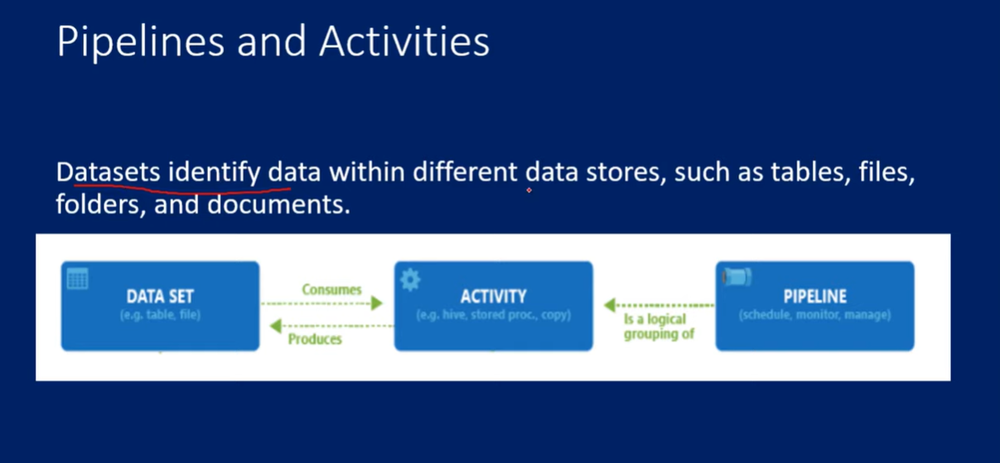 Pipelines and Activities
Datasets identify data within different data stores, such as tables, files,
folders, and documents.
DATA SET
(e.g. table, file)
Consumes
Produces
ACTIVITY
(e.g. hive, stored proc., copy)
Is a logical
grouping of
PIPELINE
(schedule, monitor, manage)